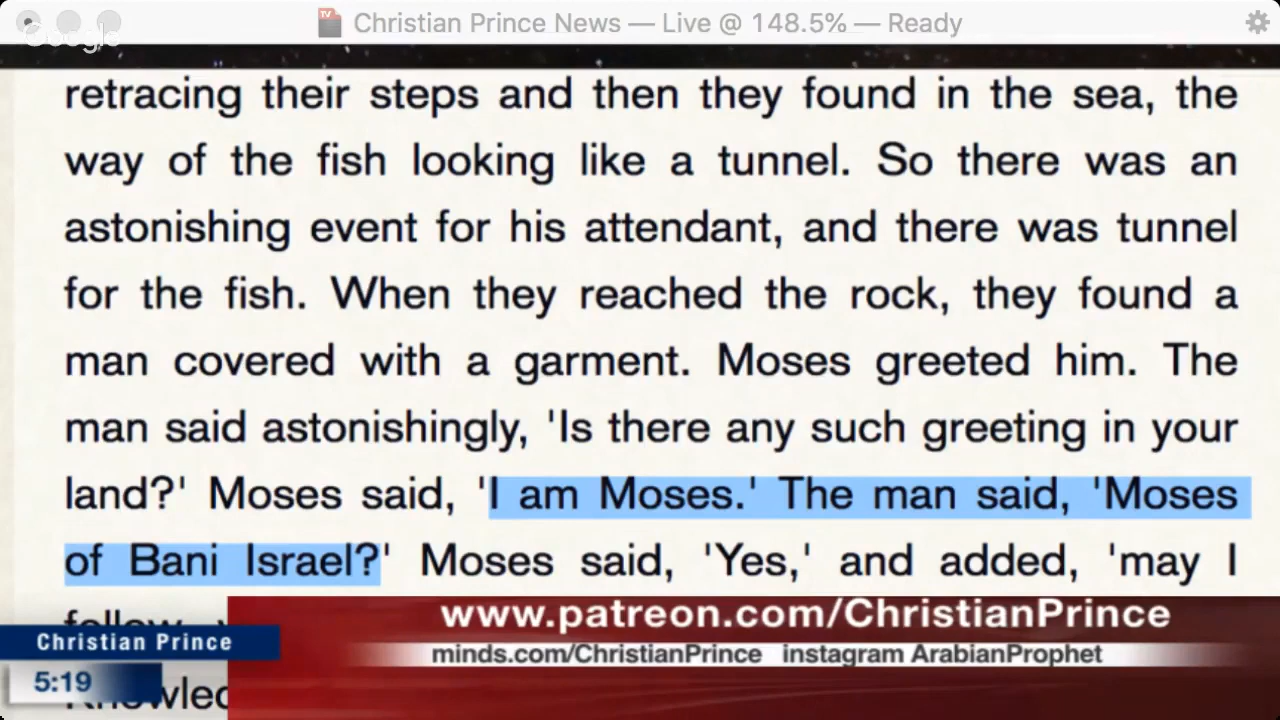 Christian Prince News — Live @ 148.5% — Ready
Google
retracing their steps and then they found in the sea, the
way of the fish looking like a tunnel. So there was an
astonishing event for his attendant, and there was tunnel
for the fish. When they reached the rock, they found a
man covered with a garment. Moses greeted him. The
man said astonishingly, 'Is there any such greeting in your
land?' Moses said, 'I am Moses.' The man said, 'Moses
of Bani Israel?' Moses said, 'Yes,' and added, 'may I
www.patreon.com/ChristianPrince
Christian Prince
minds.com/ChristianPrince instagram ArabianProphet
5:19